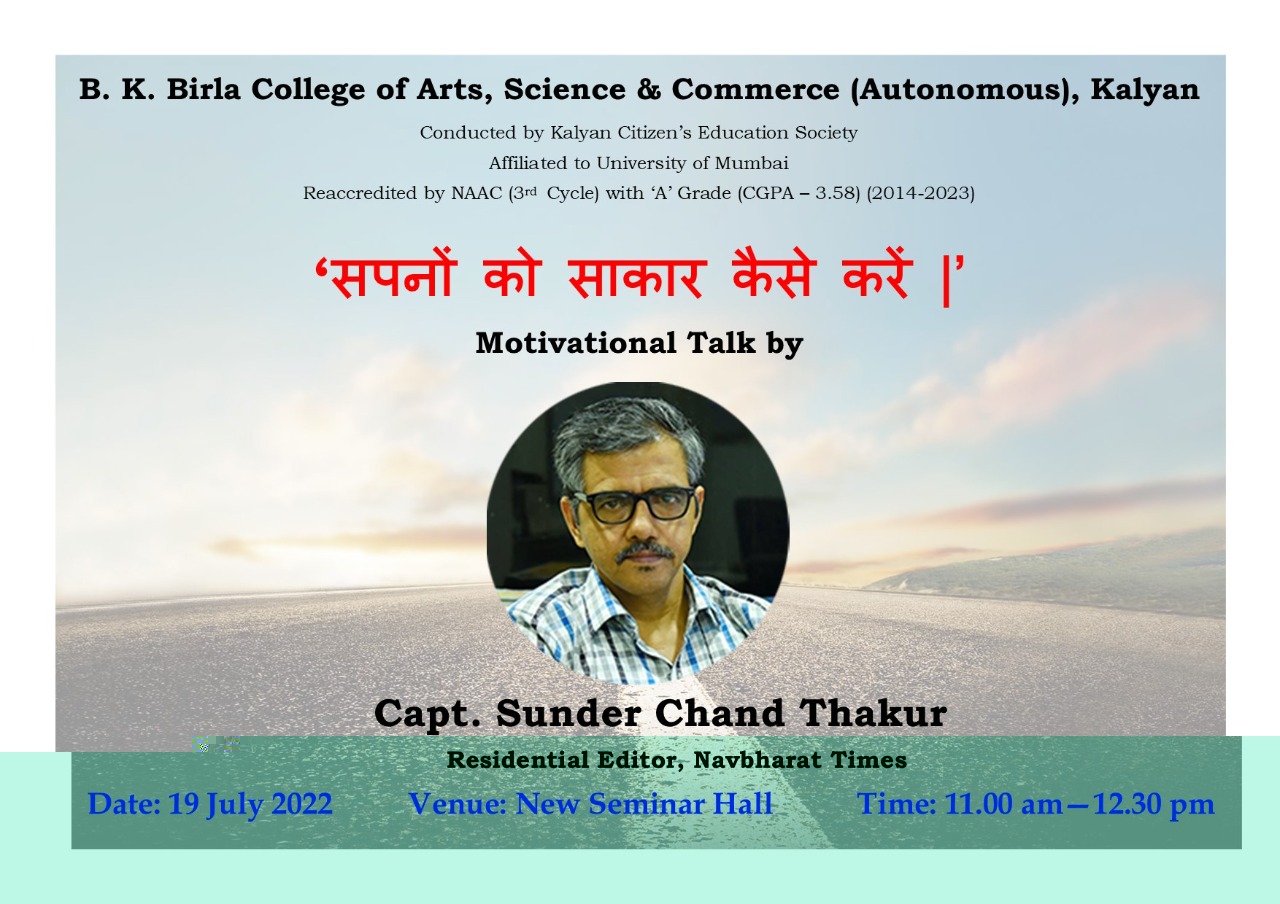 B. K. Birla College of Arts, Science & Commerce (Autonomous), Kalyan
Conducted by Kalyan Citizen’s Education Society
Affiliated to University of Mumbai
Reaccredited by NAAC (3rd Cycle) with ‘A’ Grade (CGPA – 3.58) (2014-2023)
‘सपनों को साकार कैसे करें |’
Motivational Talk by
Capt. Sunder Chand Thakur
Residential Editor, Navbharat Times
Date: 19 July 2022 Venue: New Seminar Hall Time: 11.00 am—12.30 pm